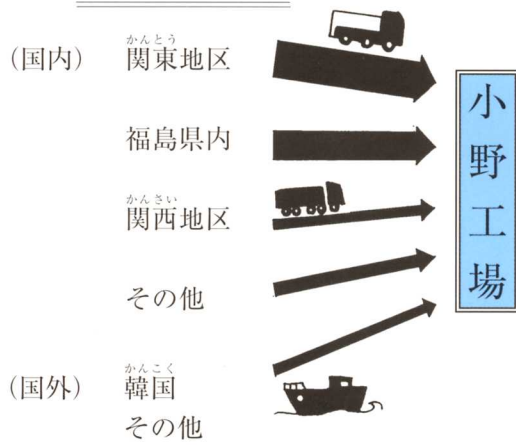 (国内) 関東地区
かんとう
福島県内
関西地区
かんさい
その他
(国外) 韓国
かんこく
その他
小野工場